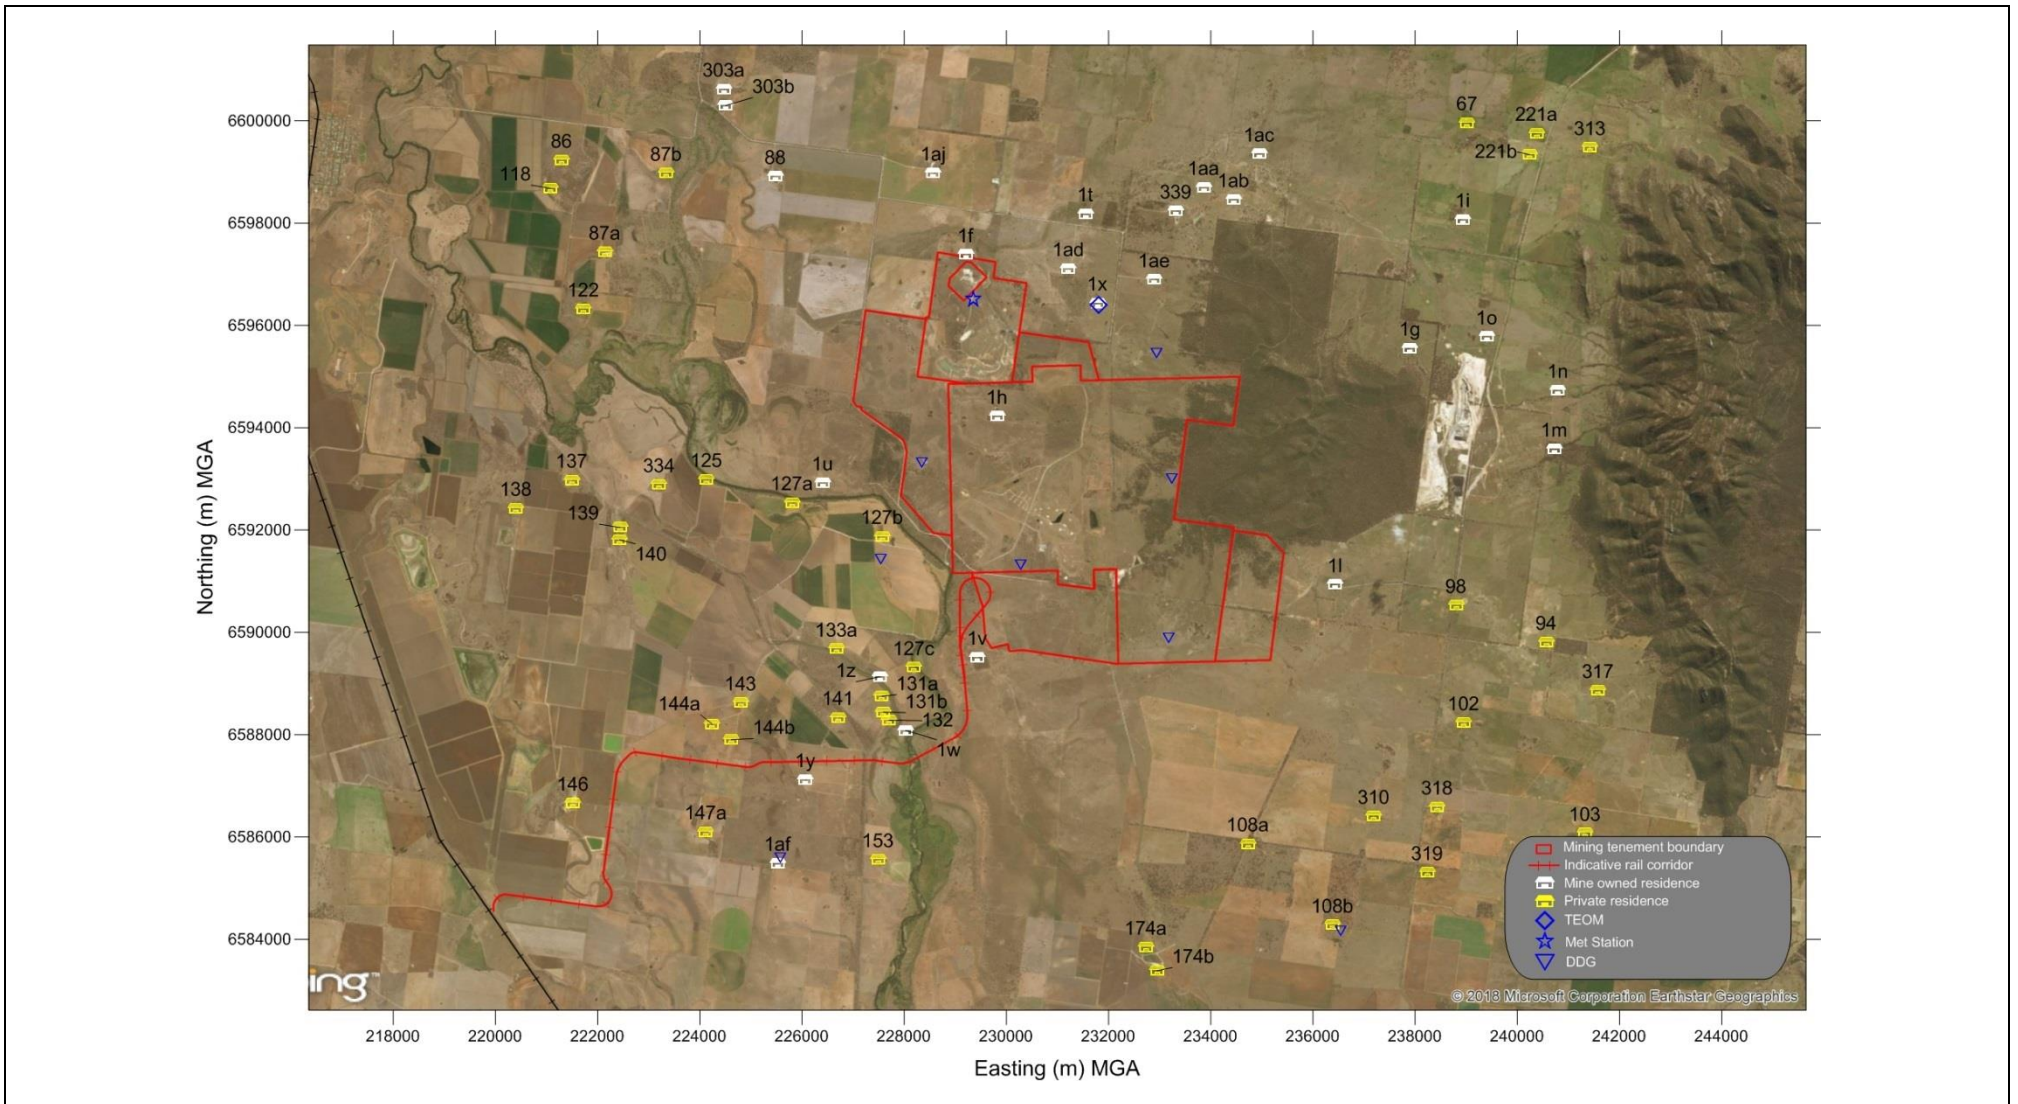 303a
303b
6600000
67
221a
313
86
87b
88
1aj
1ac
221b
118
1aa
1ab
339
1t
1i
6598000
87a
1f
1ad
1ae
122
1x
6596000
1g
1o
1n
1h
6594000
1m
137
334
125
1u
138
127a
139
127b
6592000
140
1l
98
Northing (m) MGA
133a
6590000
94
1v
127c
1z
317
143
141
131a
144a
131b
102
132
144b
6588000
1w
1y
146
310
318
147a
103
108a
6586000
1af
153
319
Mining tenement boundary
Indicative rail corridor
Mine owned residence
Private residence
TEOM
Met Station
DDG
108b
174a
6584000
174b
ing™
© 2018 Microsoft Corporation Earthstar Geographics
218000
220000
222000
224000
226000
228000
230000
232000
234000
236000
238000
240000
242000
244000
Easting (m) MGA